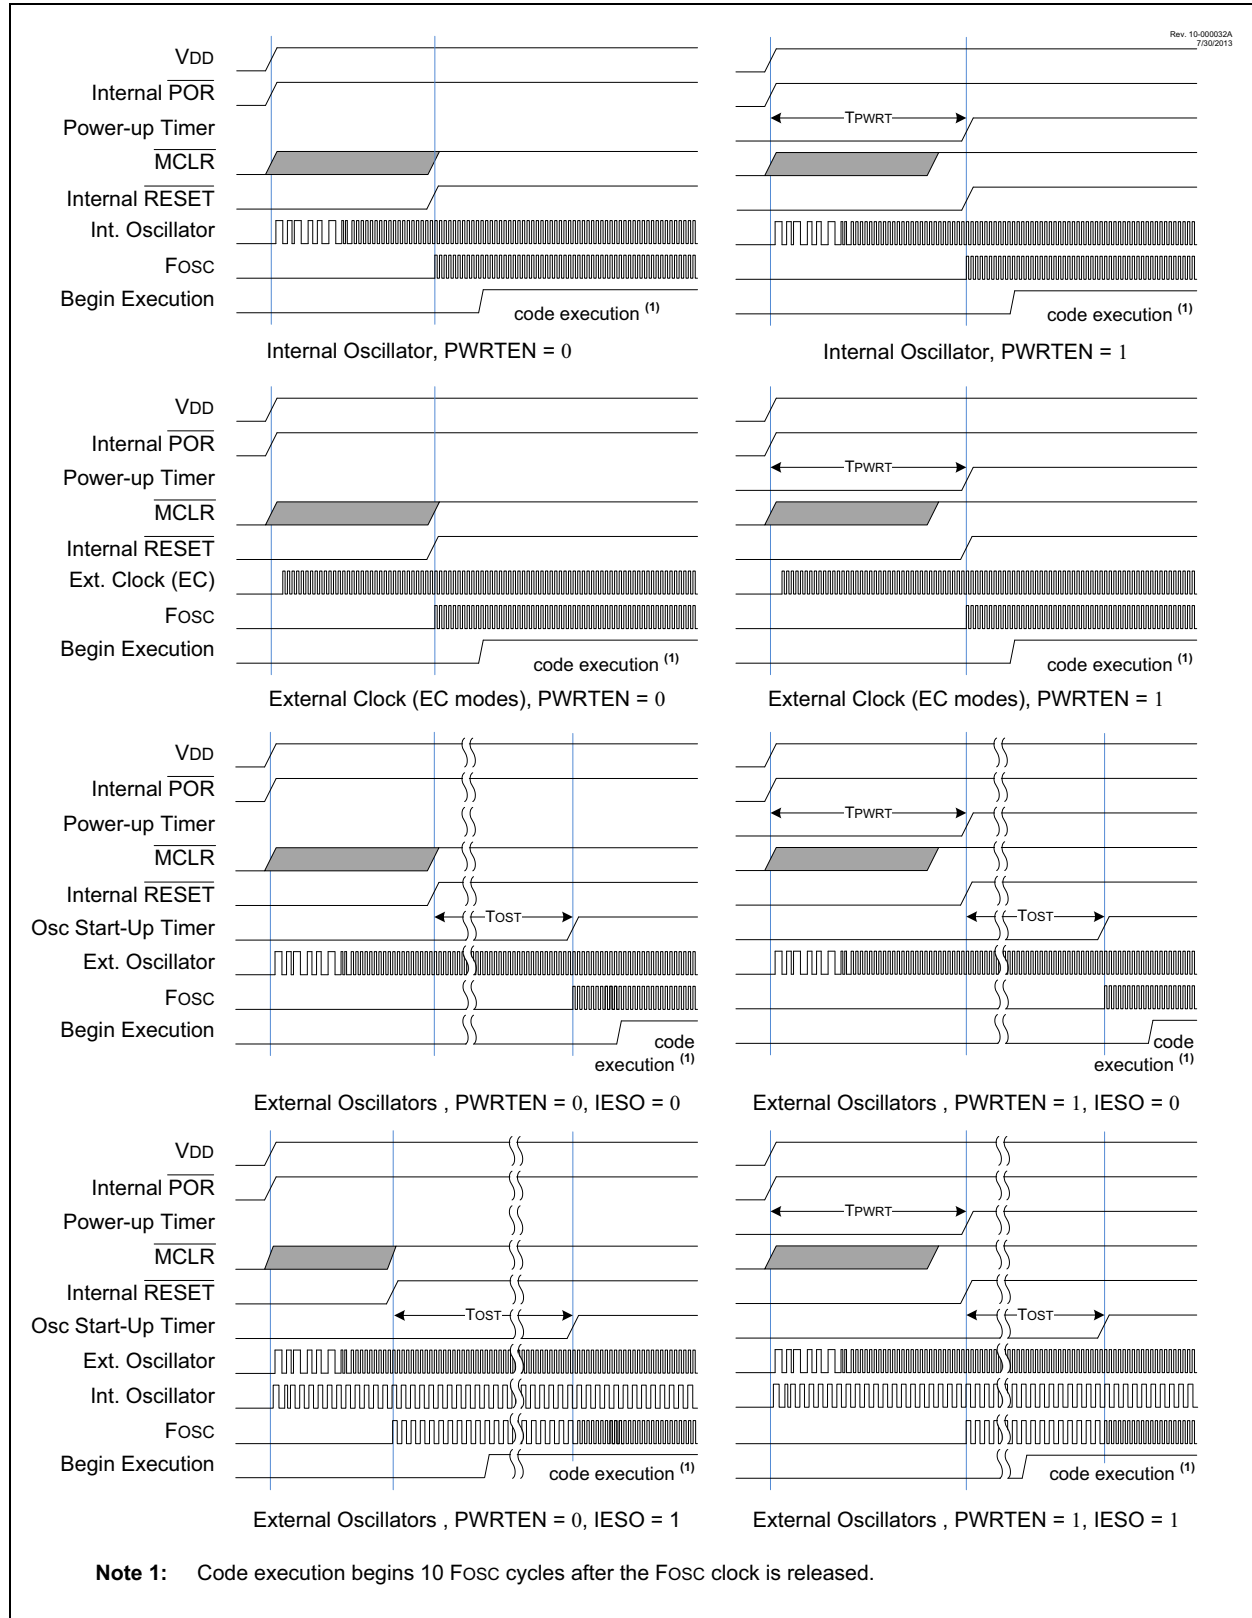 Rev. 10-000032A
7/30/2013
VDD
Internal POR
Power-up Timer
TPWRT
MCLR
Internal RESET
Int. Oscillator
FOSC
Begin Execution
code execution (1)
code execution (1)
Internal Oscillator, PWRTEN = 0
Internal Oscillator, PWRTEN = 1
VDD
Internal POR
Power-up Timer
TPWRT
MCLR
Internal RESET
Ext. Clock (EC)
FOSC
Begin Execution
code execution (1)
code execution (1)
External Clock (EC modes), PWRTEN = 0
External Clock (EC modes), PWRTEN = 1
VDD
Internal POR
Power-up Timer
TPWRT
MCLR
Internal RESET
TOST
TOST
Osc Start-Up Timer
Ext. Oscillator
FOSC
Begin Execution
code
execution (1)
code
execution (1)
External Oscillators , PWRTEN = 0, IESO = 0
External Oscillators , PWRTEN = 1, IESO = 0
VDD
Internal POR
Power-up Timer
TPWRT
MCLR
Internal RESET
TOST
TOST
Osc Start-Up Timer
Ext. Oscillator
Int. Oscillator
FOSC
Begin Execution
code execution (1)
code execution (1)
External Oscillators , PWRTEN = 0, IESO = 1
External Oscillators , PWRTEN = 1, IESO = 1
Note 1: Code execution begins 10 FOSC cycles after the FOSC clock is released.